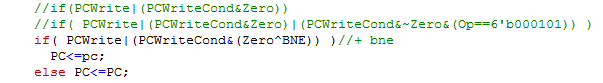 //if(PCWrite|(PCWriteCond&Zero))
//if( PCWrite|(PCWriteCond&Zero)|(PCWriteCond&~Zero&(Op==6'b000101)) )
if( PCWrite|(PCWriteCond&(Zero^BNE)) )//+ bne
PC<=pc;
else PC<=PC;